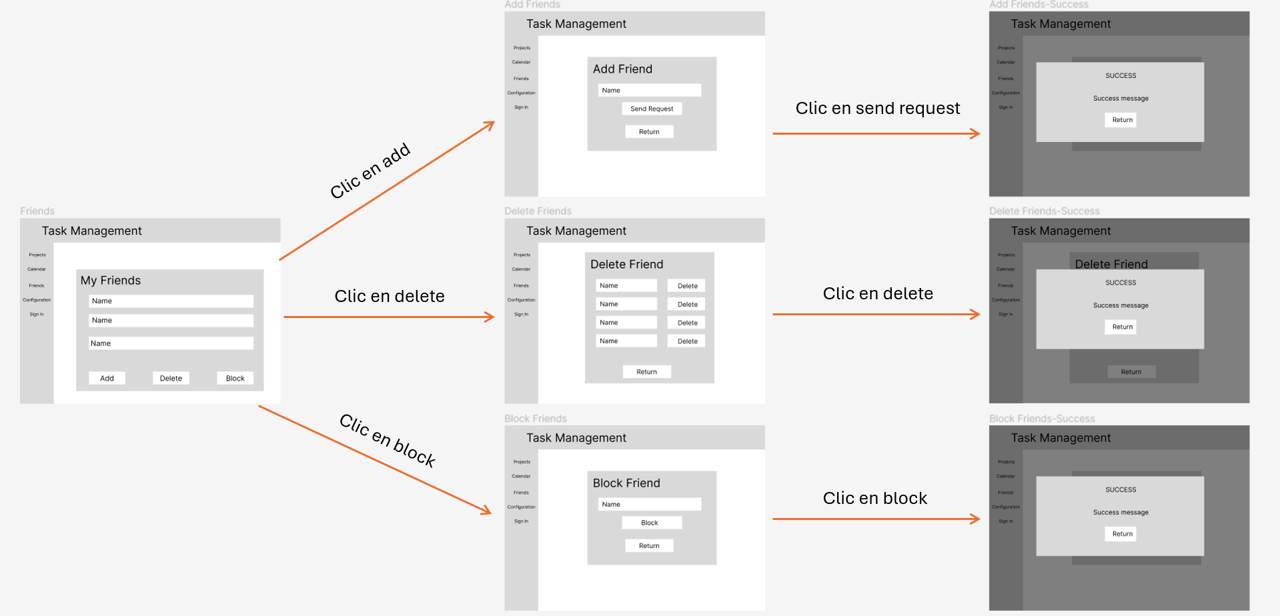 Add Friends
Task Management
Projects
Calendar
Friends
Configuration
Sign In
Add Friend
Name
Send Request
Return
Clic en send request
Add Friends-Success
Task Management
Projects
Calendar
Friends
Configuration
Sign In
SUCCESS
Success message
Return
Clic en add
Friends
Task Management
Projects
Calendar
Friends
Configuration
Sign In
My Friends
Name
Name
Name
Add
Delete
Block
Clic en delete
Delete Friends
Task Management
Projects
Calendar
Friends
Configuration
Sign In
Delete Friend
Name
Delete
Name
Delete
Name
Delete
Name
Delete
Return
Clic en delete
Delete Friends-Success
Task Management
Projects
Calendar
Friends
Configuration
Sign In
Delete Friend
SUCCESS
Success message
Return
Return
Clic en block
Block Friends
Task Management
Projects
Calendar
Friends
Configuration
Sign In
Block Friend
Name
Block
Return
Clic en block
Block Friends-Success
Task Management
Projects
Calendar
Friends
Configuration
Sign In
SUCCESS
Success message
Return